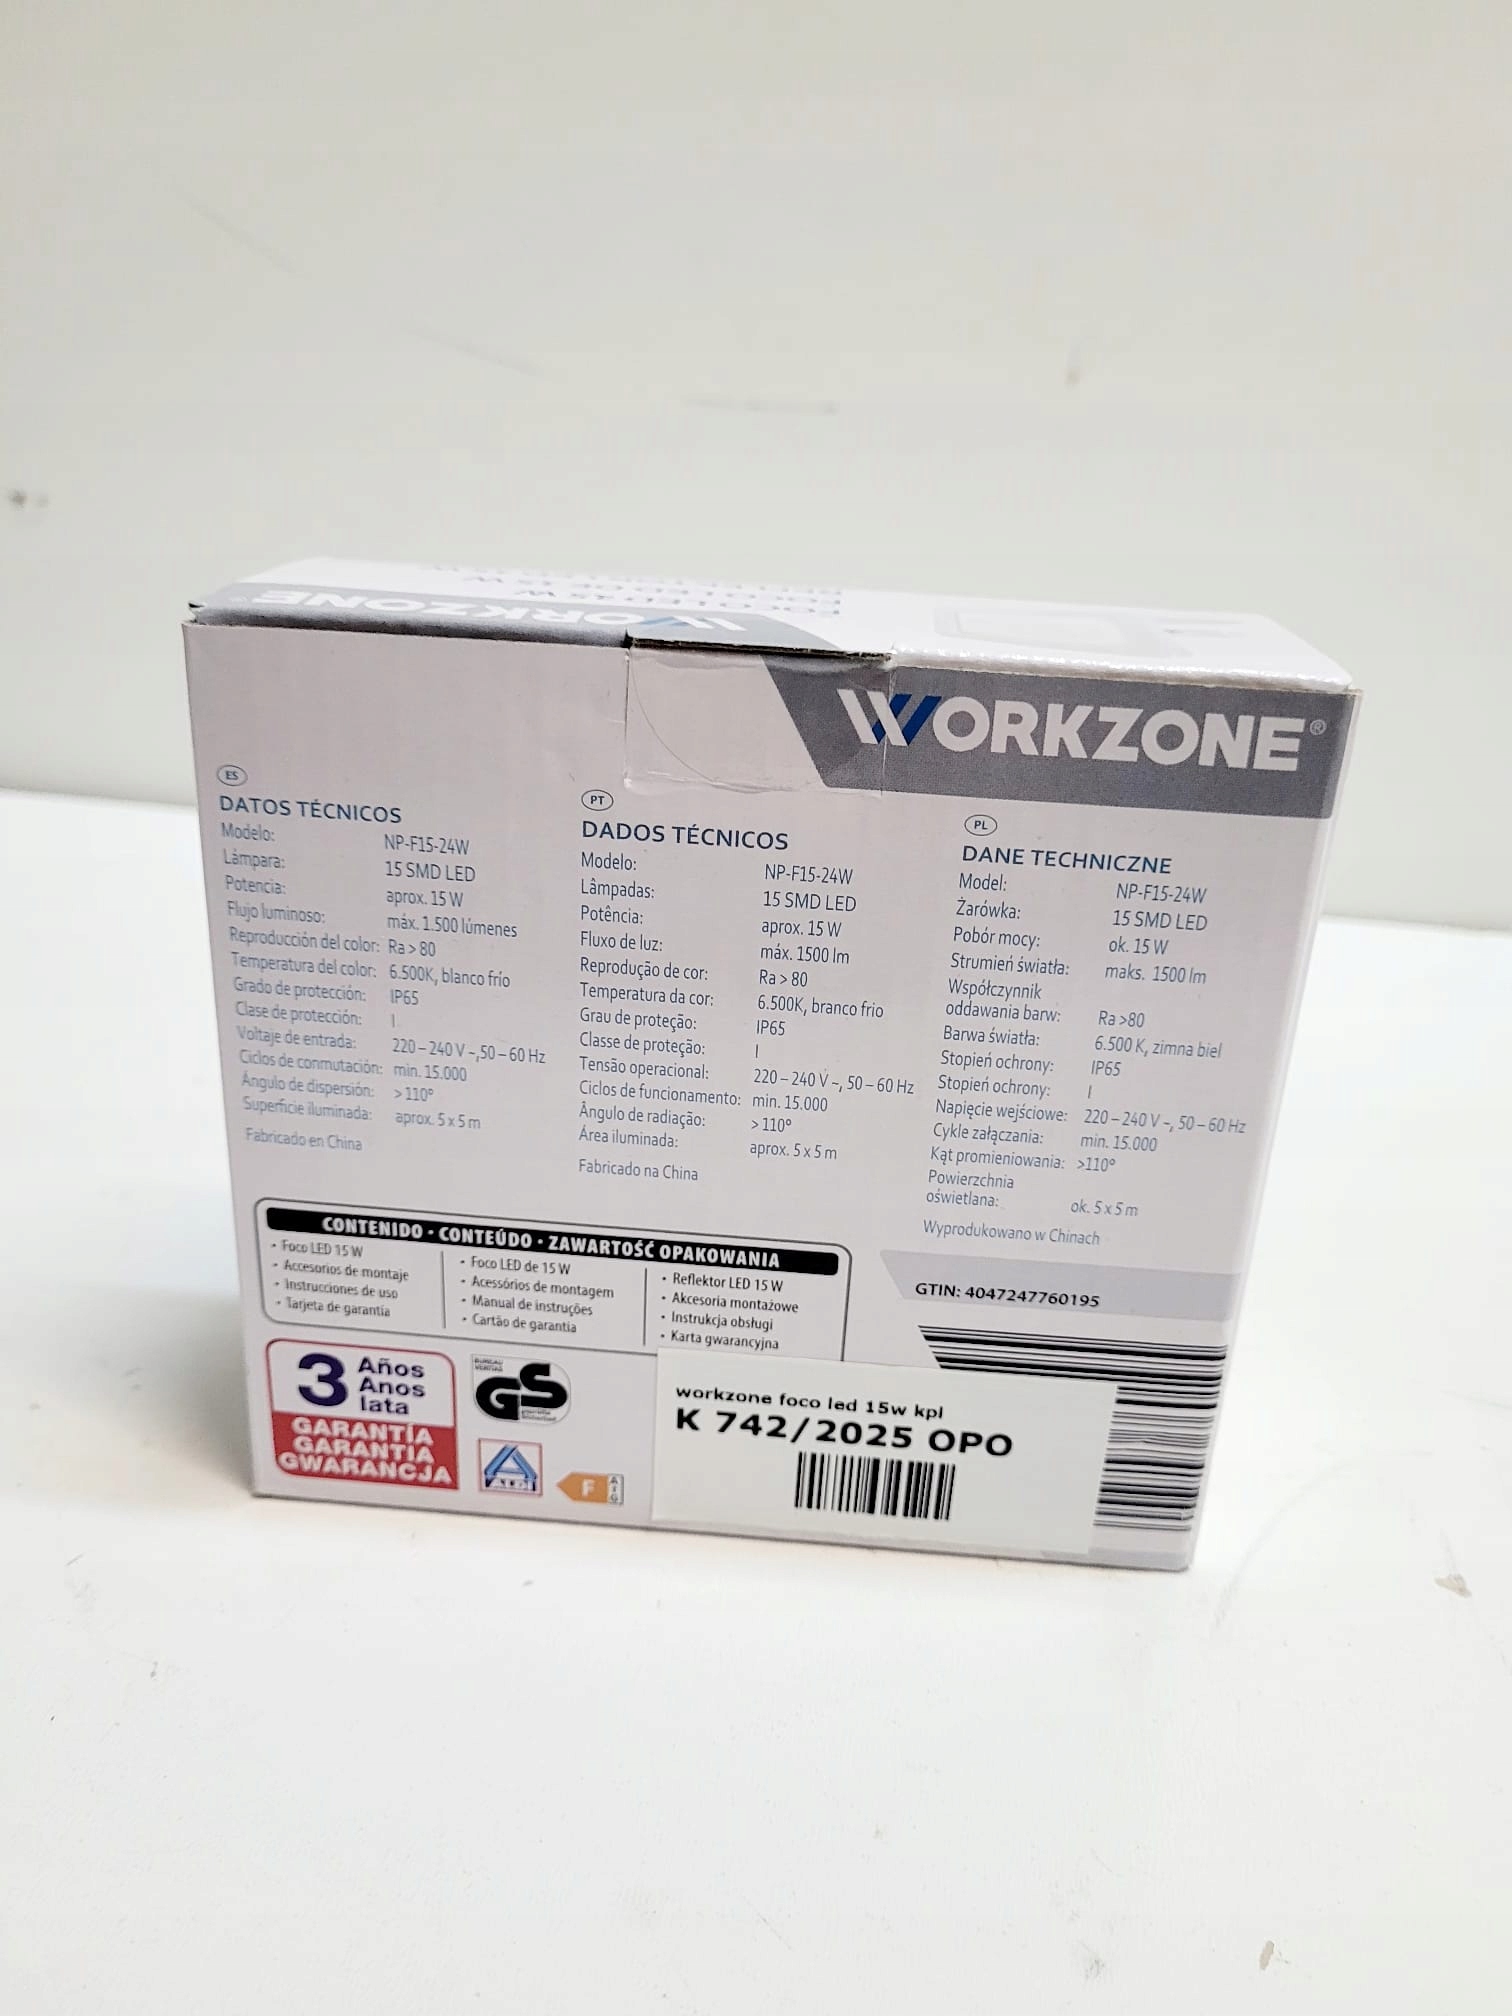 WORKZONE®
FOCO LED 15 W
WORKZONE®
ES
DATOS TÉCNICOS
Modelo: NP-F15-24W
Lámpara: 15 SMD LED
Potencia: aprox. 15 W
Flujo luminoso: máx. 1.500 lúmenes
Reproducción del color: Ra > 80
Temperatura del color: 6.500K, blanco frío
Grado de protección: IP65
Clase de protección: I
Voltaje de entrada: 220 – 240 V ~, 50 – 60 Hz
Ciclos de conmutación: min. 15.000
Ángulo de dispersión: > 110°
Superficie iluminada: aprox. 5 x 5 m
Fabricado en China
PT
DADOS TÉCNICOS
Modelo: NP-F15-24W
Lâmpadas: 15 SMD LED
Potência: aprox. 15 W
Fluxo de luz: máx. 1500 lm
Reprodução de cor: Ra > 80
Temperatura da cor: 6.500K, branco frio
Grau de proteção: IP65
Classe de proteção: I
Tensão operacional: 220 – 240 V ~, 50 – 60 Hz
Ciclos de funcionamento: min. 15.000
Ângulo de radiação: > 110°
Área iluminada: aprox. 5 x 5 m
Fabricado na China
PL
DANE TECHNICZNE
Model: NP-F15-24W
Żarówka: 15 SMD LED
Pobór mocy: ok. 15 W
Strumień światła: maks. 1500 lm
Współczynnik
oddawania barw: Ra >80
Barwa światła: 6.500 K, zimna biel
Stopień ochrony: IP65
Stopień ochrony: I
Napięcie wejściowe: 220 – 240 V ~, 50 – 60 Hz
Cykle załączania: min. 15.000
Kąt promieniowania: >110°
Powierzchnia
oświetlana: ok. 5 x 5 m
Wyprodukowano w Chinach
CONTENIDO · CONTEÚDO · ZAWARTOŚĆ OPAKOWANIA
• Foco LED 15 W
• Accesorios de montaje
• Instrucciones de uso
• Tarjeta de garantía
• Foco LED de 15 W
• Acessórios de montagem
• Manual de instruções
• Cartão de garantia
• Reflektor LED 15 W
• Akcesoria montażowe
• Instrukcja obsługi
• Karta gwarancyjna
GTIN: 4047247760195
3 Años
Anos
lata
GARANTÍA
GARANTIA
GWARANCJA
BUREAU
VERITAS
GS
geprüfte
Sicherheit
ALDI
F
A
G
workzone foco led 15w kpl
K 742/2025 OPO